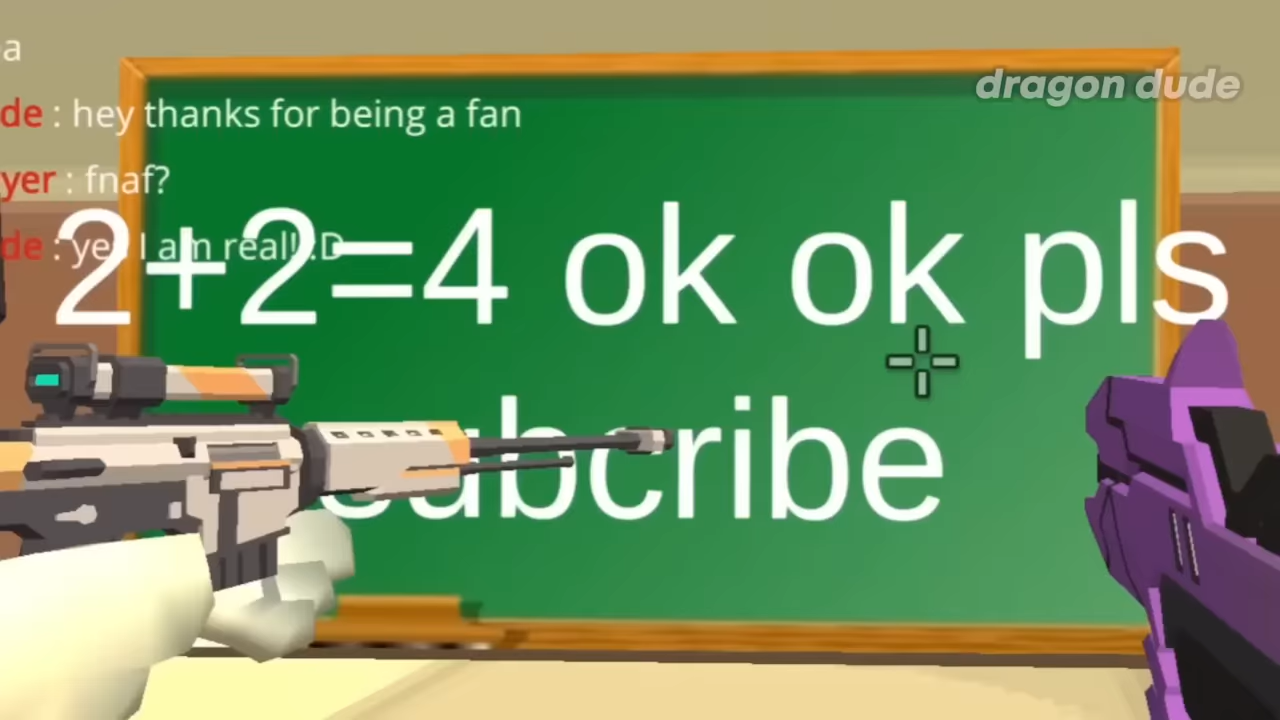 a
dragon dude
de : hey thanks for being a fan
yer : fnaf?
de : yes I am real! :D
2+2=4 ok ok pls
subcribe